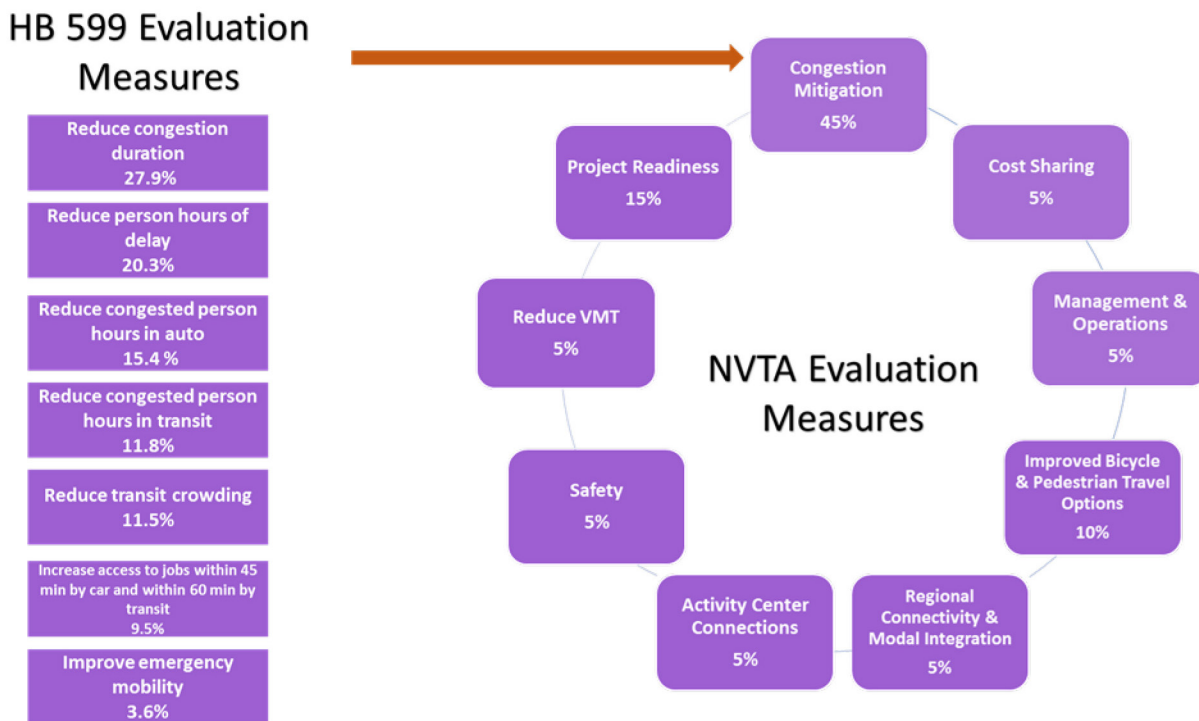 HB 599 Evaluation
Measures
Reduce congestion
duration
27.9%
Reduce person hours of
delay
20.3%
Reduce congested person
hours in auto
15.4 %
Reduce congested person
hours in transit
11.8%
Reduce transit crowding
11.5%
Increase access to jobs within 45
min by car and within 60 min by
transit
9.5%
Improve emergency
mobility
3.6%
Congestion
Mitigation
45%
Cost Sharing
5%
Management &
Operations
5%
Improved Bicycle
& Pedestrian Travel
Options
10%
Regional
Connectivity &
Modal Integration
5%
Activity Center
Connections
5%
Safety
5%
Reduce VMT
5%
Project Readiness
15%
NVTA Evaluation
Measures